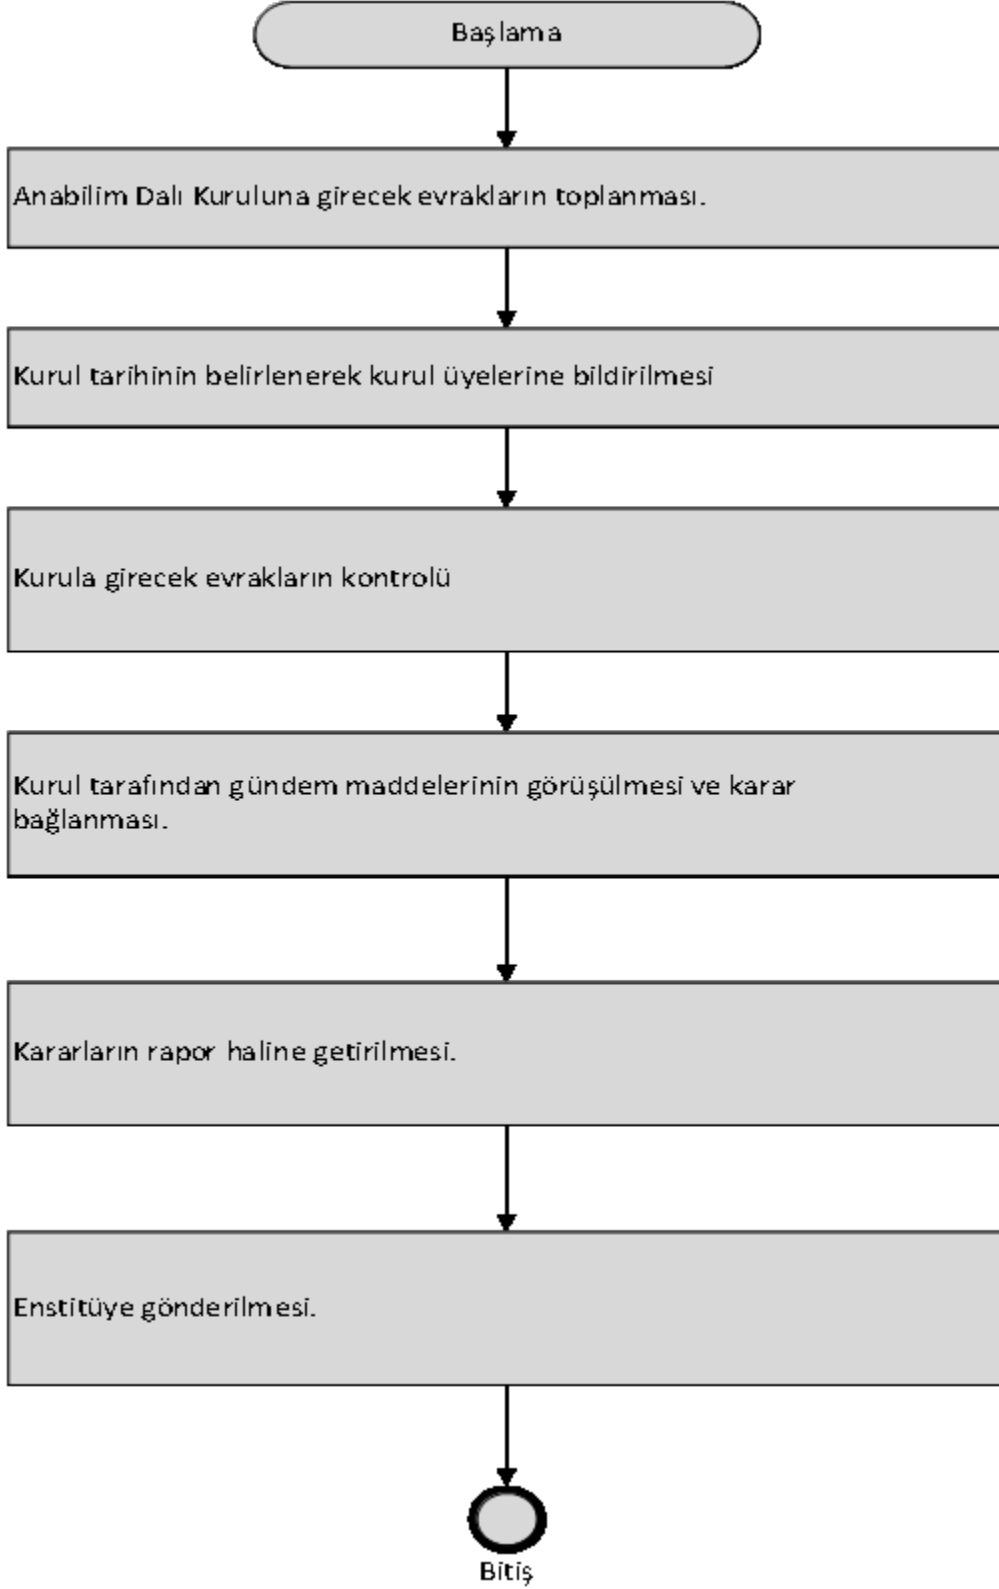 Başlama
Anabilim Dalı Kuruluna girecek evrakların toplanması.
Kurul tarihinin belirlenerek kurul üyelerine bildirilmesi
Kurula girecek evrakların kontrolü
Kurul tarafından gündem maddelerinin görüşülmesi ve karar
bağlanması.
Kararların rapor haline getirilmesi.
Enstitüye gönderilmesi.
Bitiş